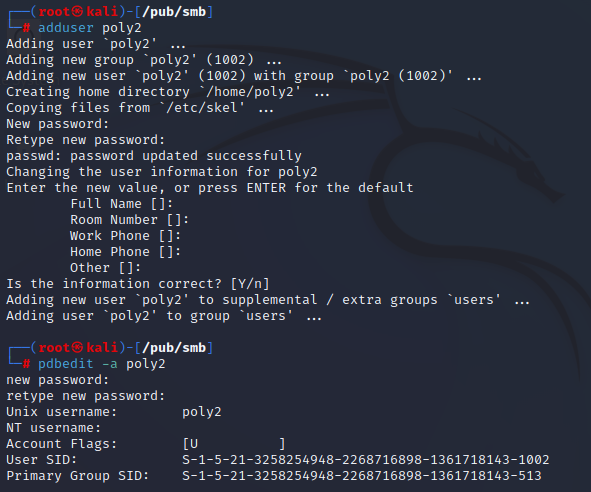 ┌──(root㉿kali)-[/pub/smb]
└─# adduser poly2
Adding user `poly2' ...
Adding new group `poly2' (1002) ...
Adding new user `poly2' (1002) with group `poly2 (1002)' ...
Creating home directory `/home/poly2' ...
Copying files from `/etc/skel' ...
New password:
Retype new password:
passwd: password updated successfully
Changing the user information for poly2
Enter the new value, or press ENTER for the default
        Full Name []:
        Room Number []:
        Work Phone []:
        Home Phone []:
        Other []:
Is the information correct? [Y/n]
Adding new user `poly2' to supplemental / extra groups `users' ...
Adding user `poly2' to group `users' ...
┌──(root㉿kali)-[/pub/smb]
└─# pdbedit -a poly2
new password:
retype new password:
Unix username:        poly2
NT username:
Account Flags:        [U          ]
User SID:             S-1-5-21-3258254948-2268716898-1361718143-1002
Primary Group SID:    S-1-5-21-3258254948-2268716898-1361718143-513